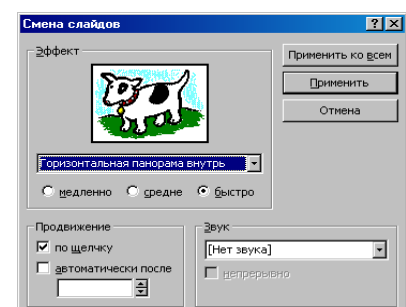 Смена слайдов
Эффект
Применить ко всем
Применить
Отмена
Горизонтальная панорама внутрь
медленно средне быстро
Продвижение
по щелчку
автоматически после
Звук
[Нет звука]
непрерывно